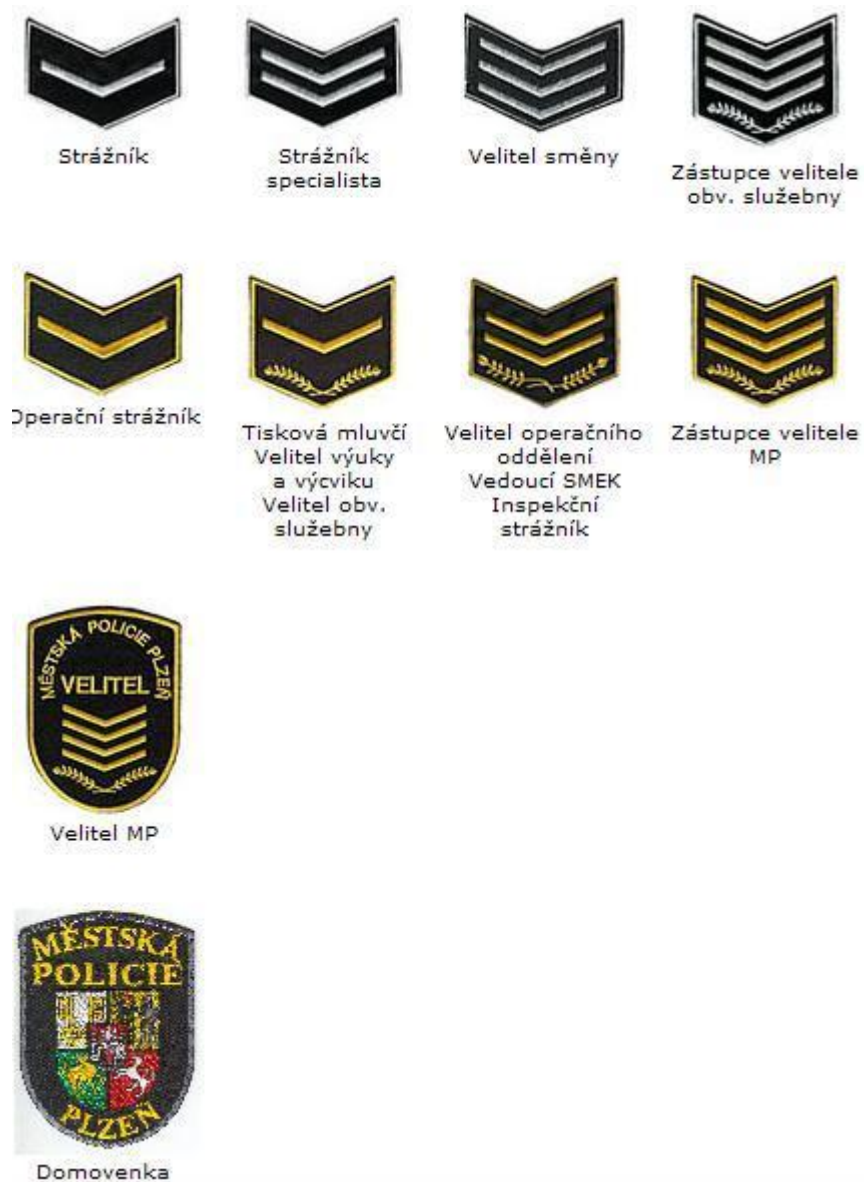 Strážník
Strážník
specialista
Velitel směny
Zástupce velitele
obv. služebny
Operační strážník
Tisková mluvčí
Velitel výuky
a výcviku
Velitel obv.
služebny
Velitel operačního
oddělení
Vedoucí SMEK
Inspekční
strážník
Zástupce velitele
MP
MĚSTSKÁ POLICIE PLZEŇ
VELITEL
Velitel MP
MĚSTSKÁ
POLICIE
PLZEŇ
Domovenka